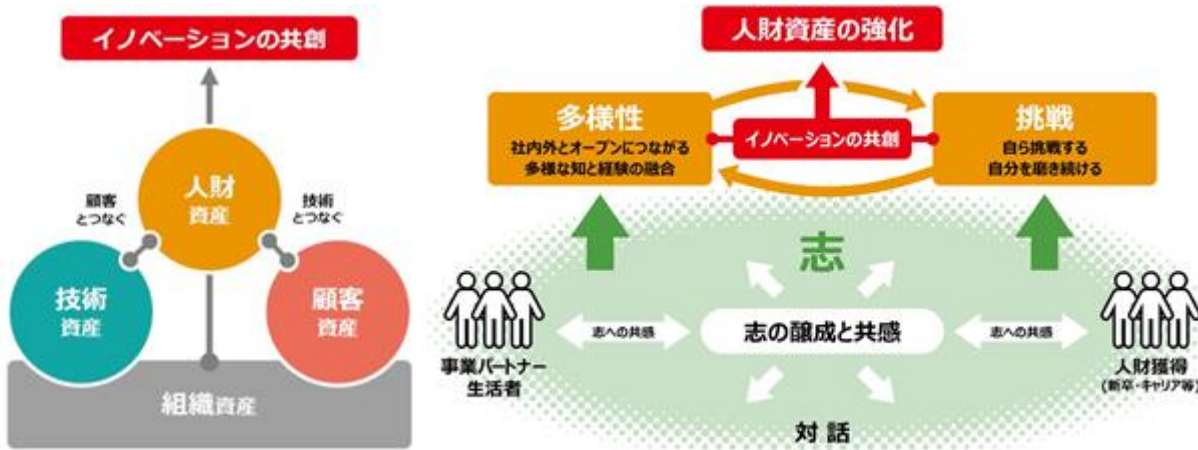 イノベーションの共創
人財
資産
顧客
とつなぐ
技術
とつなぐ
技術
資産
顧客
資産
組織資産
人財資産の強化
多様性
社内外とオープンにつながる
多様な知と経験の融合
イノベーションの共創
挑戦
自ら挑戦する
自分を磨き続ける
志
事業パートナー
生活者
志への共感
志の醸成と共感
志への共感
人財獲得
(新卒・キャリア等)
対話